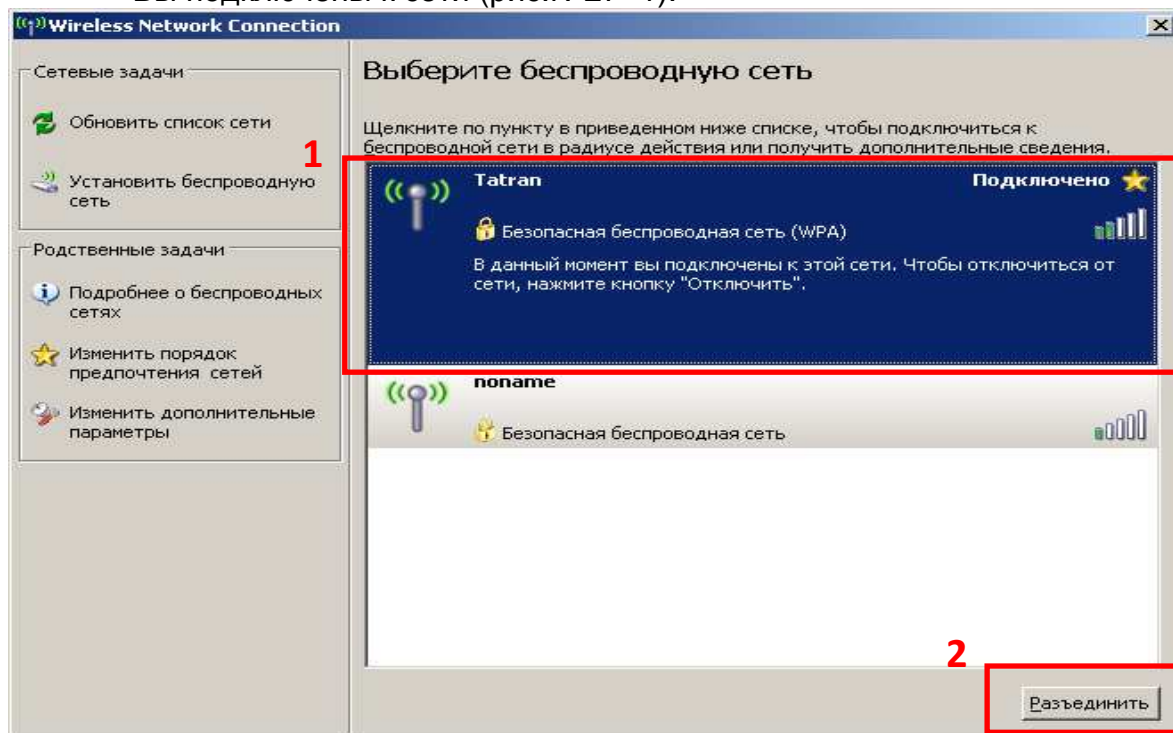 Wireless Network Connection
Сетевые задачи
Обновить список сети
1
Установить беспроводную
сеть
Родственные задачи
Подробнее о беспроводных
сетях
Изменить порядок
предпочтения сетей
Изменить дополнительные
параметры
Выберите беспроводную сеть
Щелкните по пункту в приведенном ниже списке, чтобы подключиться к
беспроводной сети в радиусе действия или получить дополнительные сведения.
Tatran Подключено
Безопасная беспроводная сеть (WPA)
В данный момент вы подключены к этой сети. Чтобы отключиться от
сети, нажмите кнопку "Отключить".
noname
Безопасная беспроводная сеть
2
Разъединить